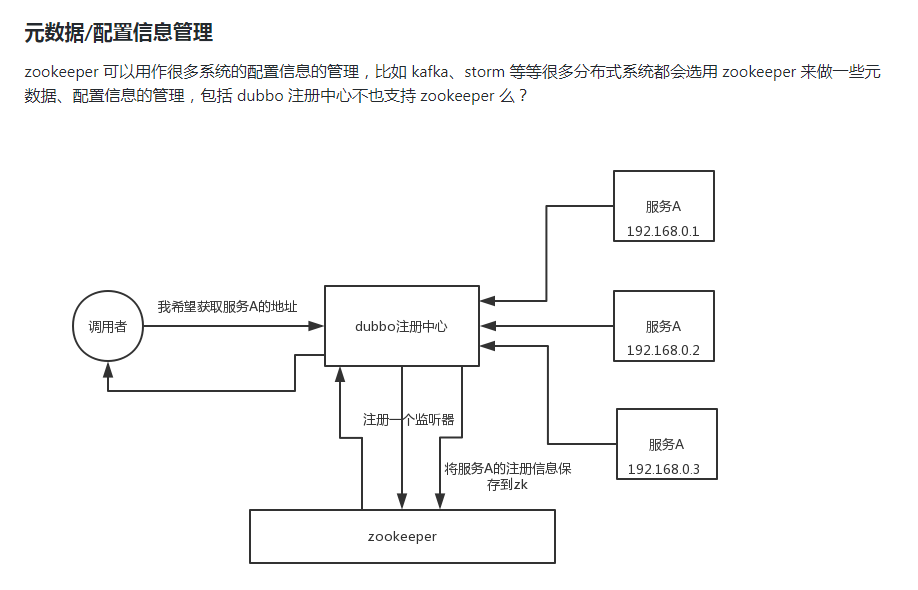 元数据/配置信息管理
zookeeper 可以用作很多系统的配置信息的管理，比如 kafka、storm 等等很多分布式系统都会选用 zookeeper 来做一些元
数据、配置信息的管理，包括 dubbo 注册中心不也支持 zookeeper 么？
服务A
192.168.0.1
我希望获取服务A的地址
调用者
dubbo注册中心
服务A
192.168.0.2
注册一个监听器
服务A
192.168.0.3
将服务A的注册信息保
存到zk
zookeeper